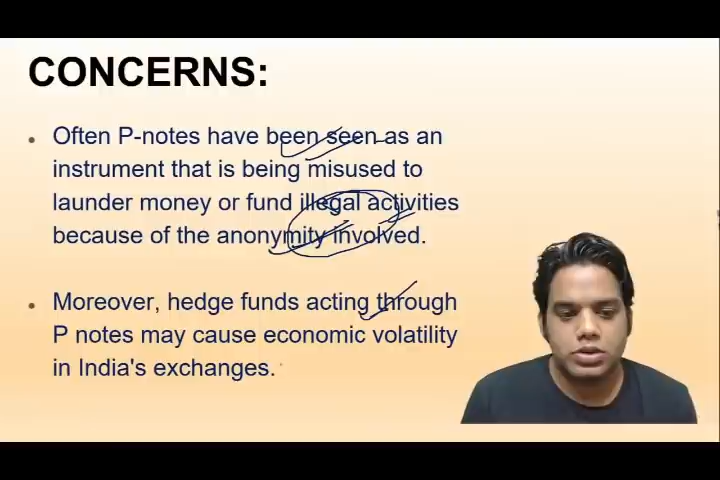 CONCERNS:
Often P-notes have been seen as an
instrument that is being misused to
launder money or fund illegal activities
because of the anonymity involved.
Moreover, hedge funds acting through
P notes may cause economic volatility
in India's exchanges.